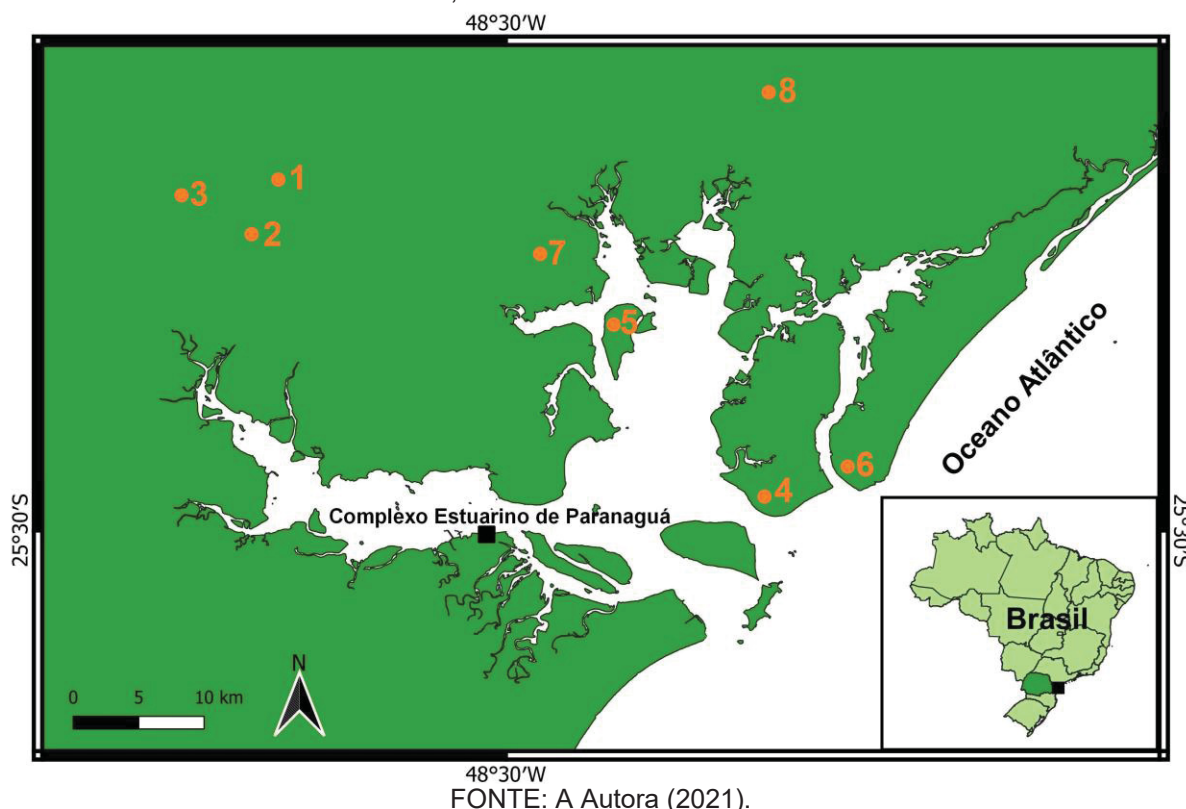 48°30'W
8
1
3
2
7
5
Oceano Atlântico
6
4
Complexo Estuarino de Paranaguá
25°30'S
25°30'S
Brasil
N
0 5 10 km
48°30'W
FONTE: A Autora (2021).